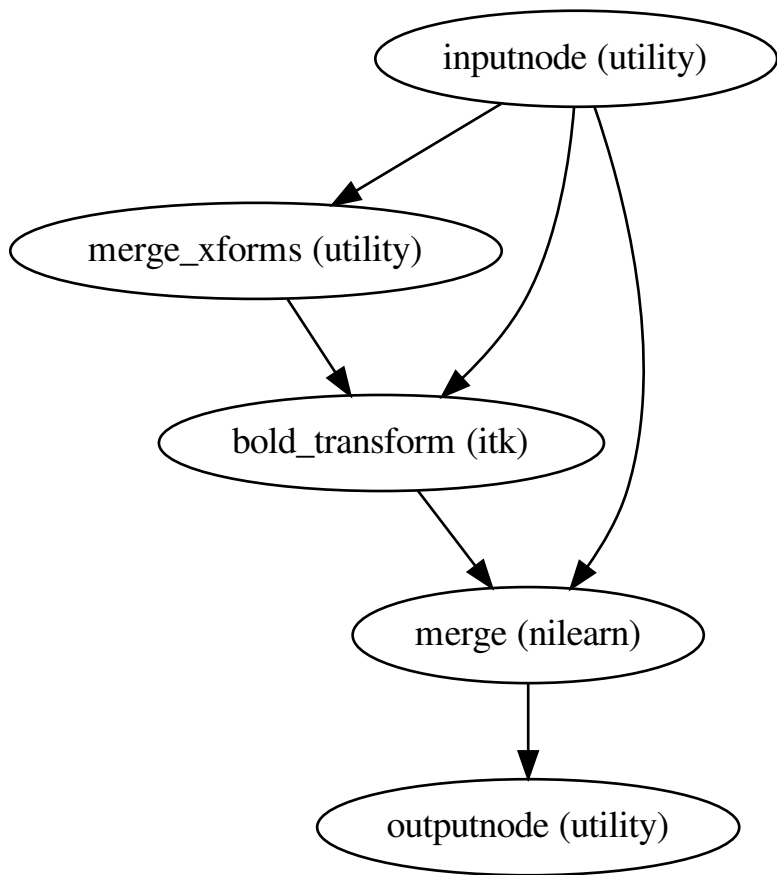 inputnode (utility)
merge_xforms (utility)
bold_transform (itk)
merge (nilearn)
outputnode (utility)